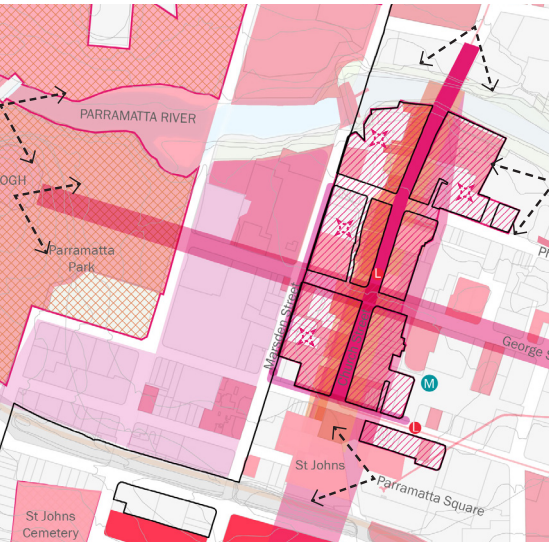 PARRAMATTA RIVER
OGH
Parramatta
Park
Marsden Street
L
George S
M
L
St Johns
Parramatta Square
St Johns
Cemetery